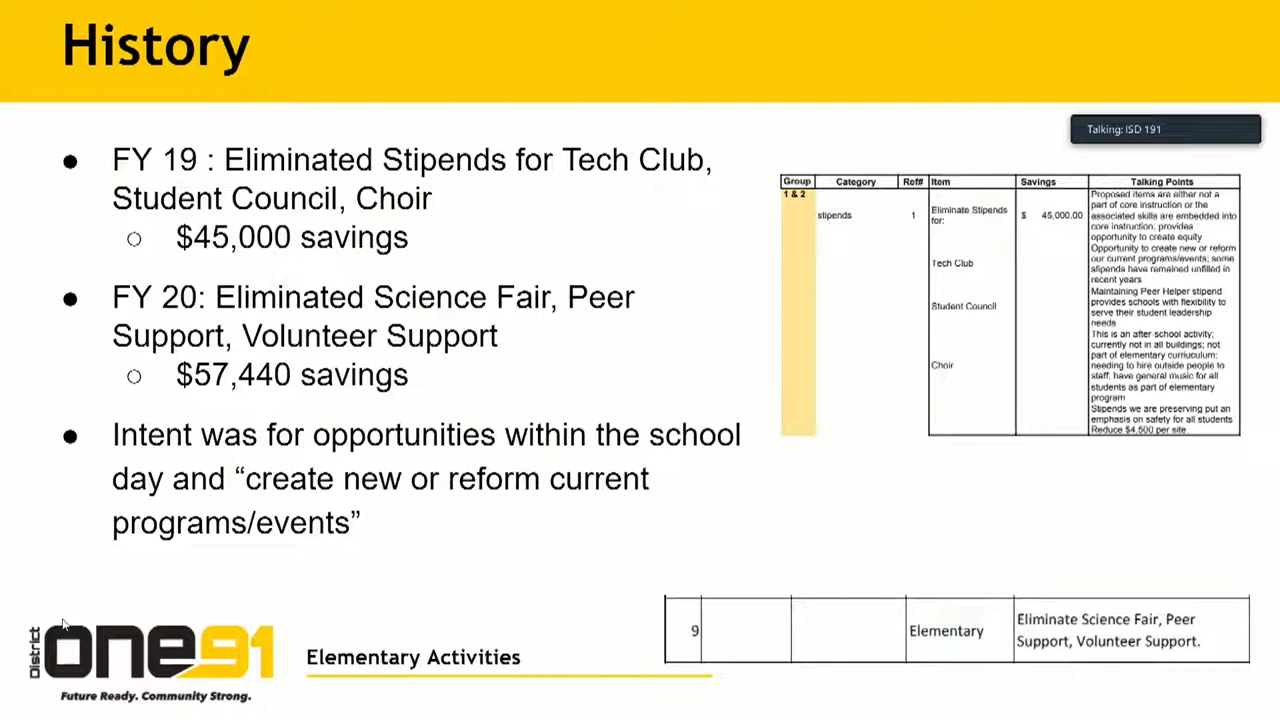 History
● FY 19 : Eliminated Stipends for Tech Club,
Student Council, Choir
○ $45,000 savings
● FY 20: Eliminated Science Fair, Peer
Support, Volunteer Support
○ $57,440 savings
● Intent was for opportunities within the school
day and “create new or reform current
programs/events”
Talking: ISD 191
Group Category Ref# Item Savings Talking Points
1 & 2
stipends 1 Eliminate Stipends
for:
$ 45,000.00
Proposed items are either not a
part of core instruction or the
associated skills are embedded into
core instruction; provides
opportunity to create equity
Tech Club
Opportunity to create new or reform
our current programs/events; some
stipends have remained unfilled in
recent years
Student Council
Maintaining Peer Helper stipend
provides schools with flexibility to
serve their student leadership
needs
Choir
This is an after-school activity;
currently not in all buildings; not
part of elementary curriuculum;
needing to hire outside people to
staff, have general music for all
students as part of elementary
program
Stipends we are preserving put an
emphasis on safety for all students
Reduce $4,500 per site.
9 Elementary
Eliminate Science Fair, Peer
Support, Volunteer Support.
District
one91
Future Ready. Community Strong.
Elementary Activities